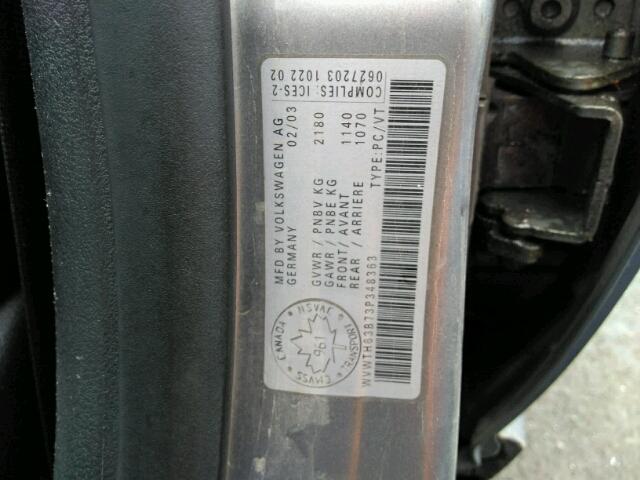 MFD BY VOLKSWAGEN AG
GERMANY 02/03
GVWR / PNBV KG 2180
GAWR / PNBE KG
FRONT/ AVANT 1140
REAR / ARRIERE 1070
TYPE:PC/VT
WVWTH63B73P348363
COMPLIES: ICES-2
0627203 1022 02
CANADA
NSVAC
TRANSPORT
CMVSS
961